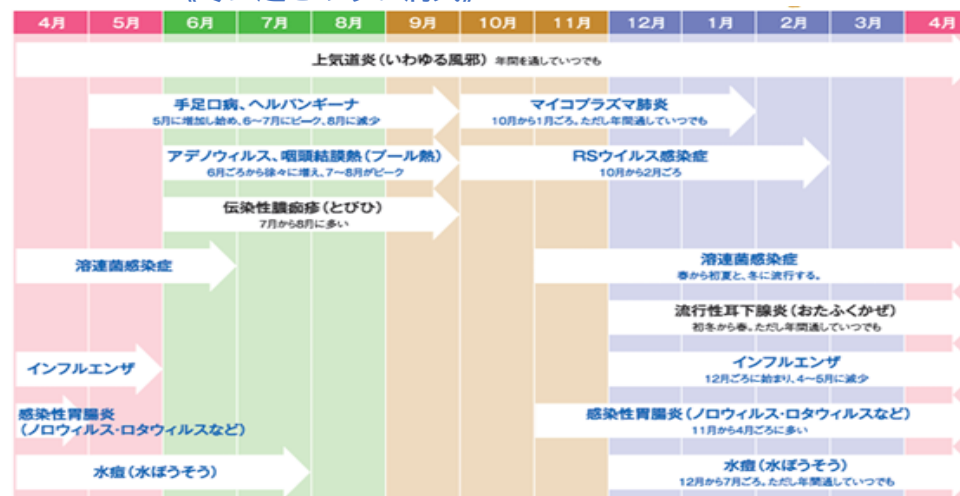 4月 5月 6月 7月 8月 9月 10月 11月 12月 1月 2月 3月 4月
上気道炎（いわゆる風邪） 年間を通していつでも
手足口病、ヘルパンギーナ
5月に増加し始め、6〜7月にピーク、8月に減少
マイコプラズマ肺炎
10月から1月ごろ。ただし年間通していつでも
アデノウィルス、咽頭結膜熱（プール熱）
6月ごろから徐々に増え、7〜8月がピーク
RSウイルス感染症
10月から2月ごろ
伝染性膿痂疹（とびひ）
7月から8月に多い
溶連菌感染症
溶連菌感染症
春から初夏と、冬に流行する。
流行性耳下腺炎（おたふくかぜ）
初冬から春。ただし年間通していつでも
インフルエンザ
インフルエンザ
12月ごろに始まり、4〜5月に減少
感染性胃腸炎
（ノロウィルス・ロタウィルスなど）
感染性胃腸炎（ノロウィルス・ロタウィルスなど）
11月から4月ごろに多い
水痘（水ぼうそう）
水痘（水ぼうそう）
12月から7月ごろ。ただし年間通していつでも